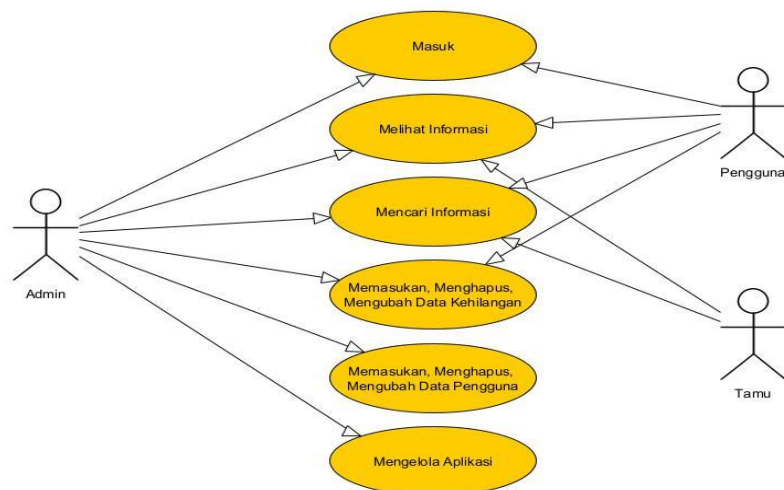 Masuk
Melihat Informasi
Pengguna
Mencari Informasi
Admin
Memasukan, Menghapus,
Mengubah Data Kehilangan
Memasukan, Menghapus,
Mengubah Data Pengguna
Tamu
Mengelola Aplikasi